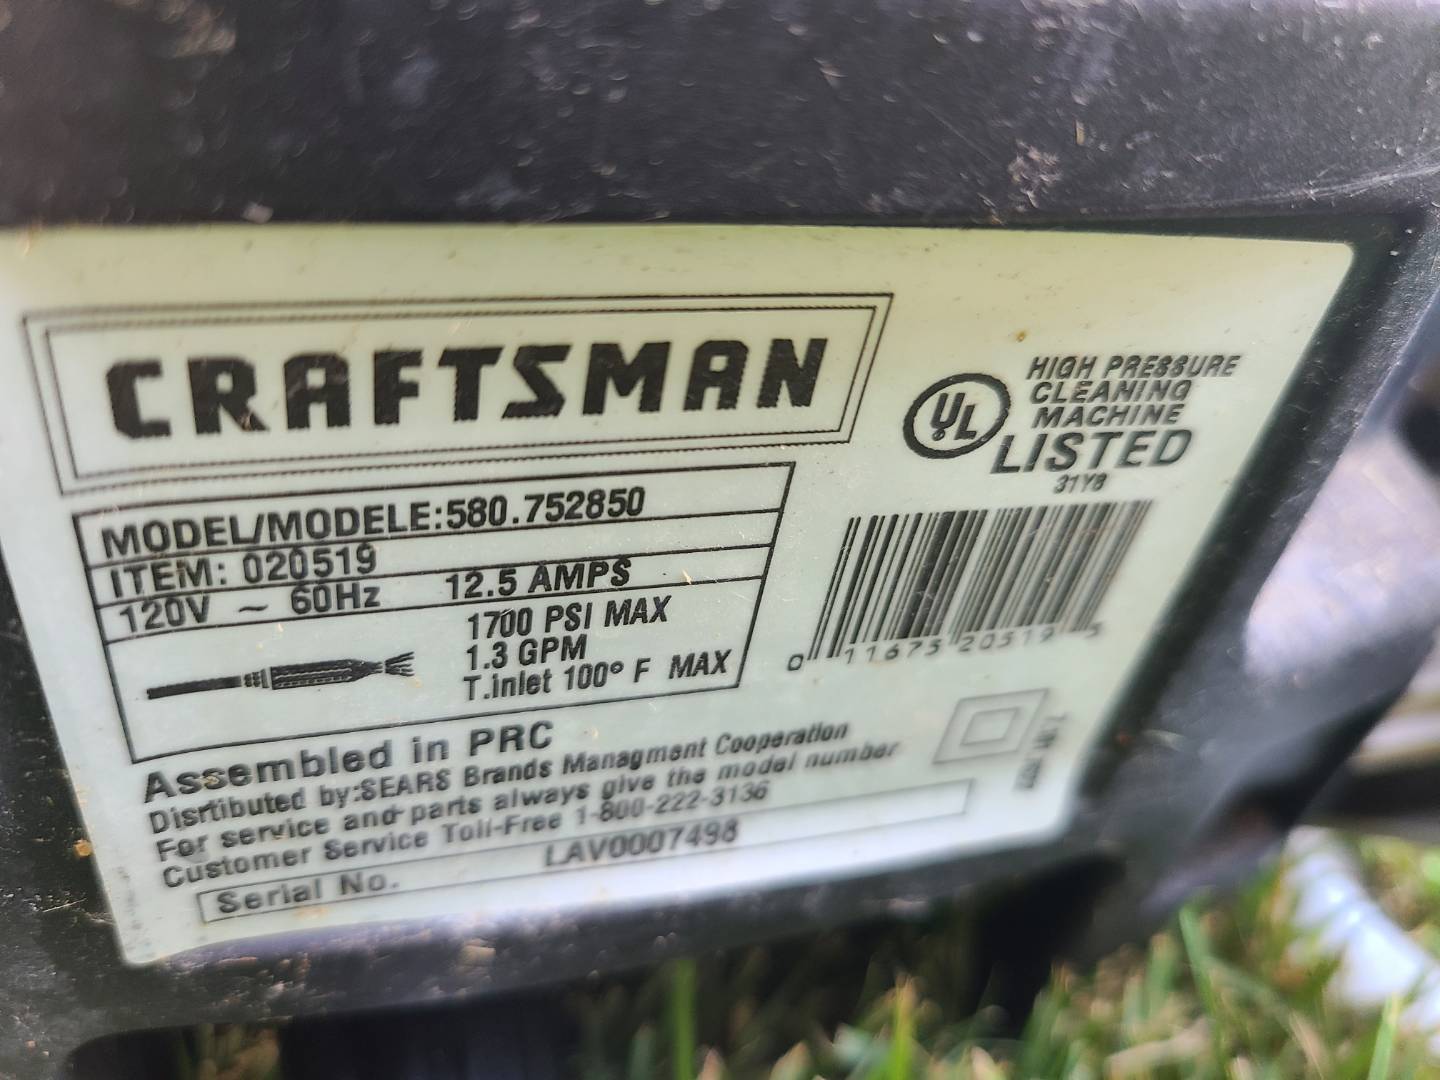 CRAFTSMAN
UL
HIGH PRESSURE
CLEANING
MACHINE
LISTED
31Y8
MODEL/MODELE:580.752850
ITEM: 020519
120V ~ 60Hz 12.5 AMPS
1700 PSI MAX
1.3 GPM
T.inlet 100° F MAX
0 11675 20519 5
Assembled in PRC
Disrtibuted by:SEARS Brands Managment Cooperation
For service and parts always give the model number
Customer Service Toll-Free 1-800-222-3136
Serial No. LAV0007498